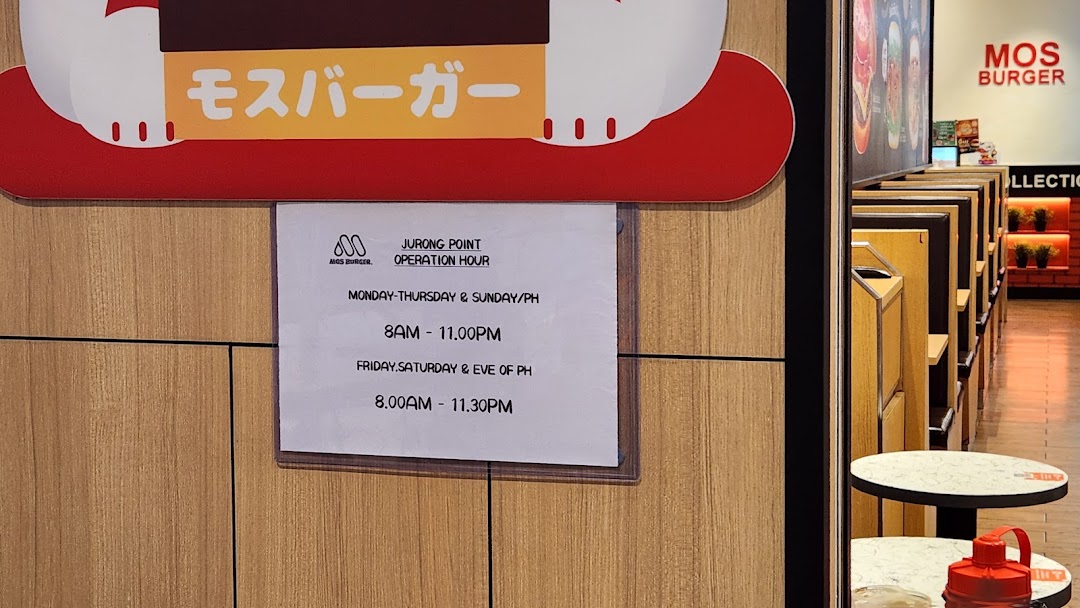 モスバーガー
MOS BURGER.
JURONG POINT
OPERATION HOUR
MONDAY-THURSDAY & SUNDAY/PH
8AM - 11.00PM
FRIDAY.SATURDAY & EVE OF PH
8.00AM - 11.30PM
MOS
BURGER
OLLECTIO